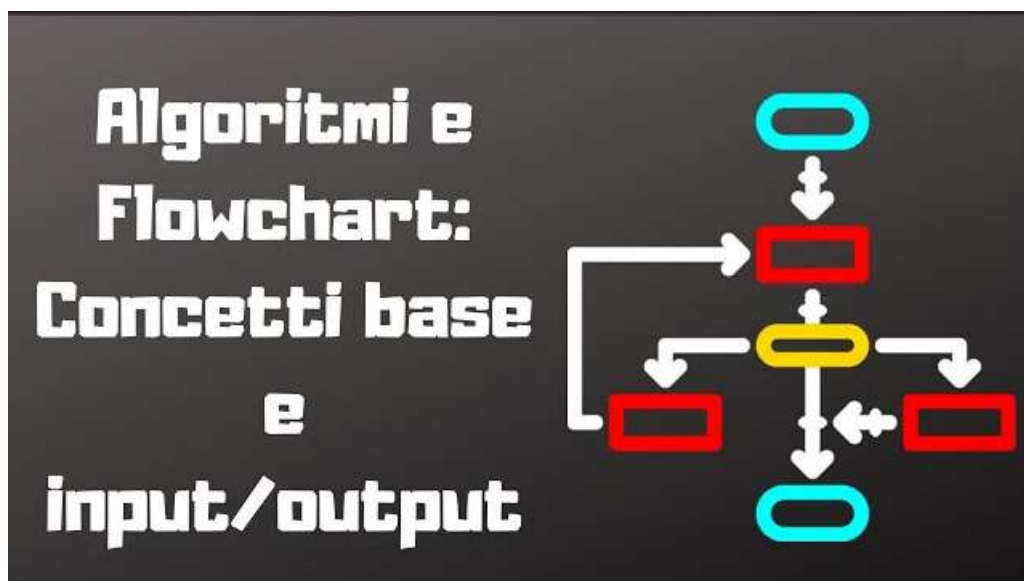 Algoritmi e
Flowchart:
Concetti base
e
input/output